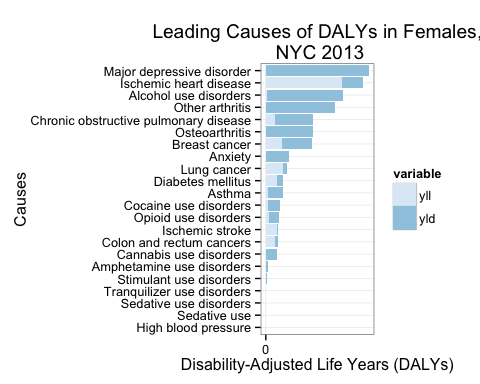 Leading Causes of DALYs in Females,
NYC 2013
Major depressive disorder
Ischemic heart disease
Alcohol use disorders
Other arthritis
Chronic obstructive pulmonary disease
Osteoarthritis
Breast cancer
Anxiety
Lung cancer
Diabetes mellitus
Asthma
Cocaine use disorders
Opioid use disorders
Ischemic stroke
Colon and rectum cancers
Cannabis use disorders
Amphetamine use disorders
Stimulant use disorders
Tranquilizer use disorders
Sedative use disorders
Sedative use
High blood pressure
Causes
0
Disability-Adjusted Life Years (DALYs)
variable
yll
yld